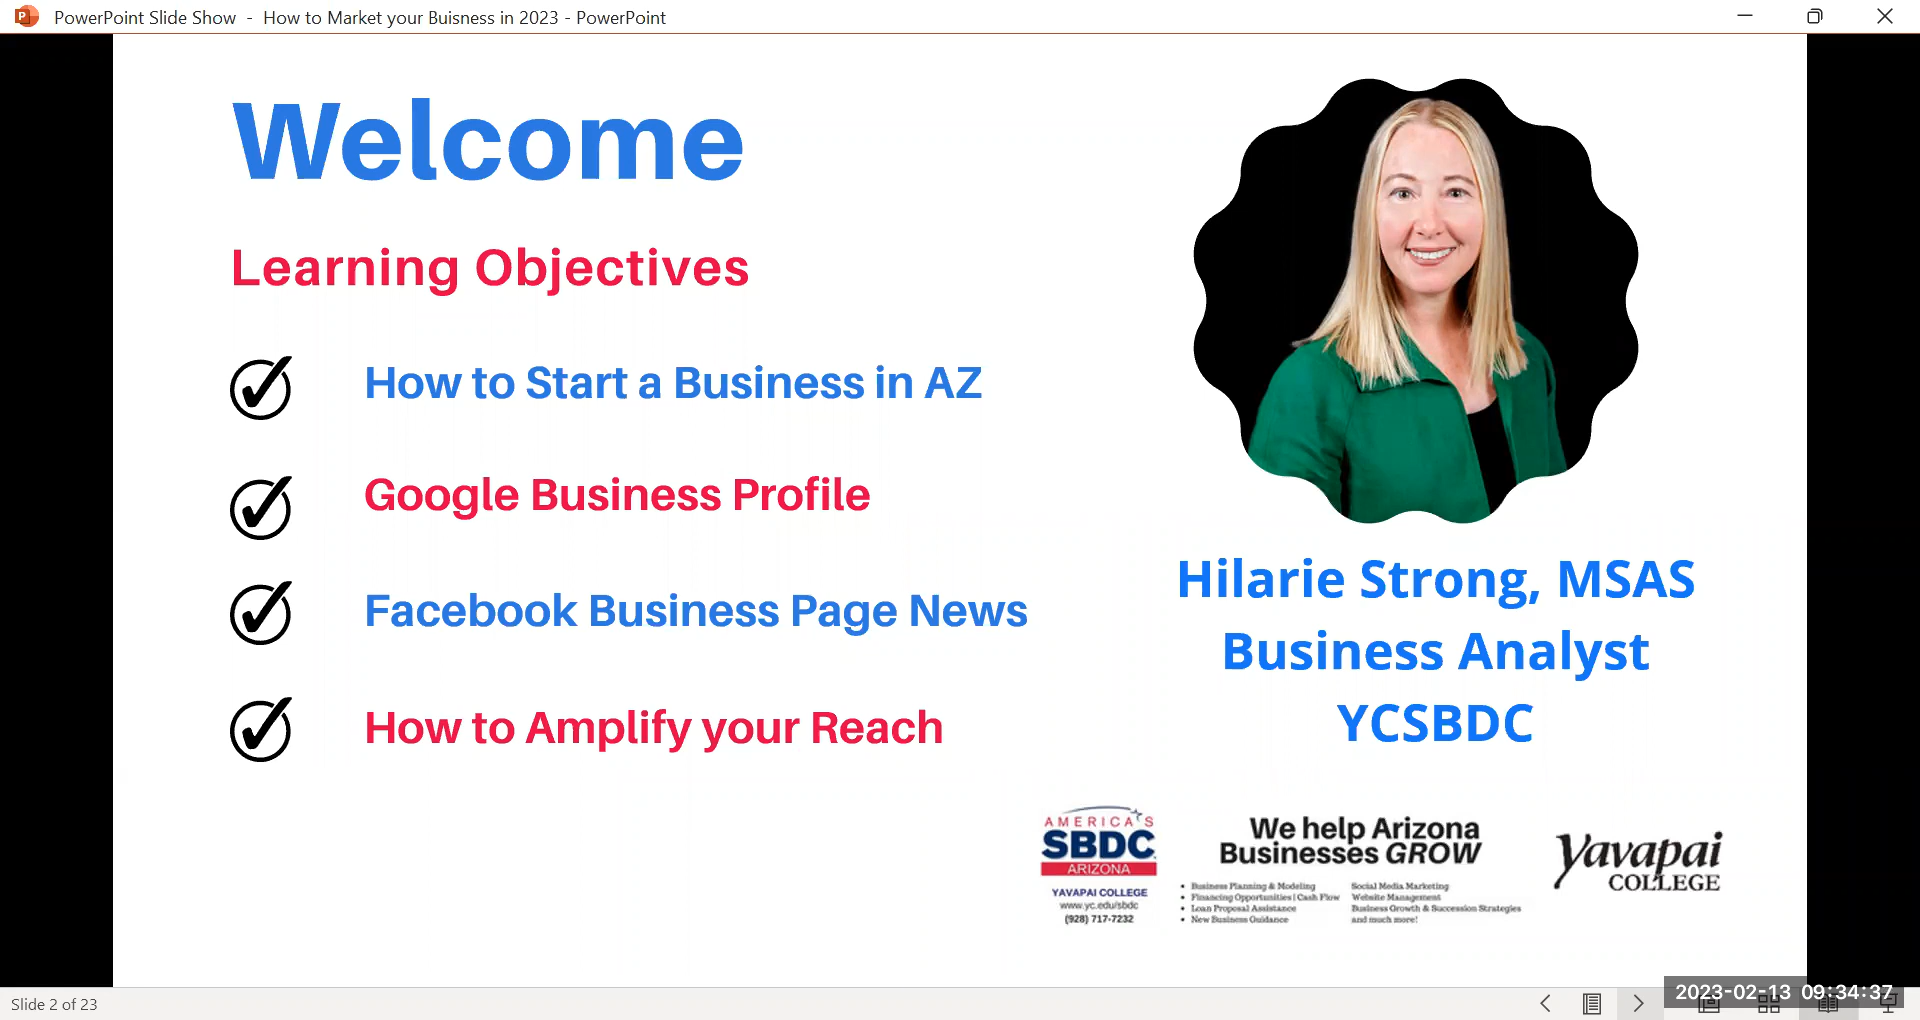 PowerPoint Slide Show - How to Market your Buisness in 2023 - PowerPoint
Welcome
Learning Objectives
How to Start a Business in AZ
Google Business Profile
Facebook Business Page News
How to Amplify your Reach
Hilarie Strong, MSAS
Business Analyst
YCSBDC
AMERICA'S
SBDC
ARIZONA
YAVAPAI COLLEGE
www.yc.edu/sbdc
(928) 717-7232
We help Arizona
Businesses GROW
• Business Planning & Modeling
• Financing Opportunities | Cash Flow
• Loan Proposal Assistance
• New Business Guidance
Social Media Marketing
Website Management
Business Growth & Succession Strategies
and much more!
Yavapai
COLLEGE
Slide 2 of 23
2023-02-13 09:34:37